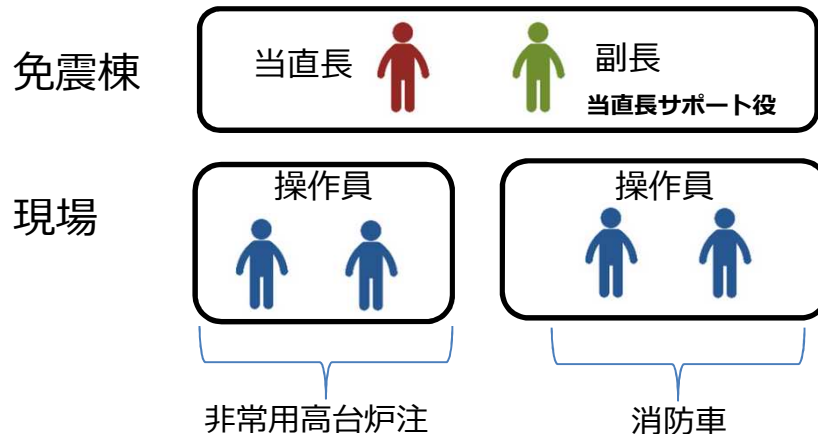 免震棟
当直長
副長
当直長サポート役
現場
操作員
操作員
非常用高台炉注
消防車